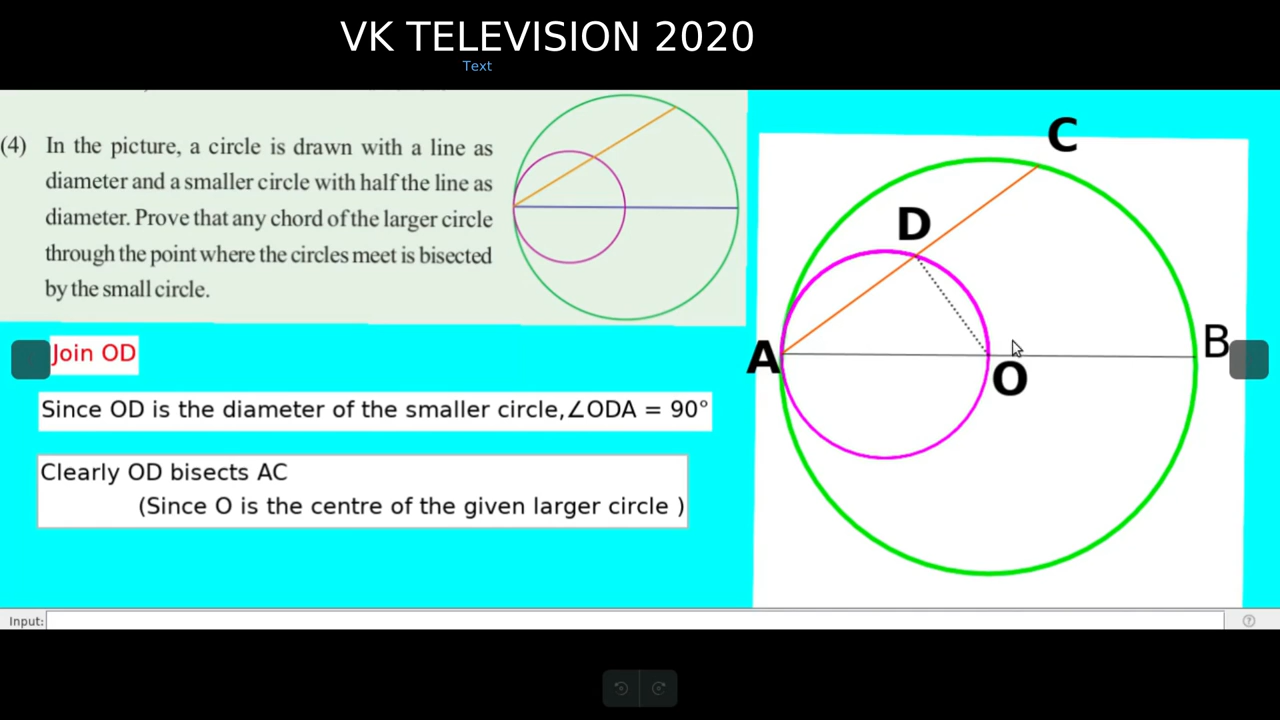 VK TELEVISION 2020
Text
(4) In the picture, a circle is drawn with a line as
diameter and a smaller circle with half the line as
diameter. Prove that any chord of the larger circle
through the point where the circles meet is bisected
by the small circle.
Join OD
Since OD is the diameter of the smaller circle,∠ODA = 90°
Clearly OD bisects AC
(Since O is the centre of the given larger circle )
C
D
A
B
O
Input:
?